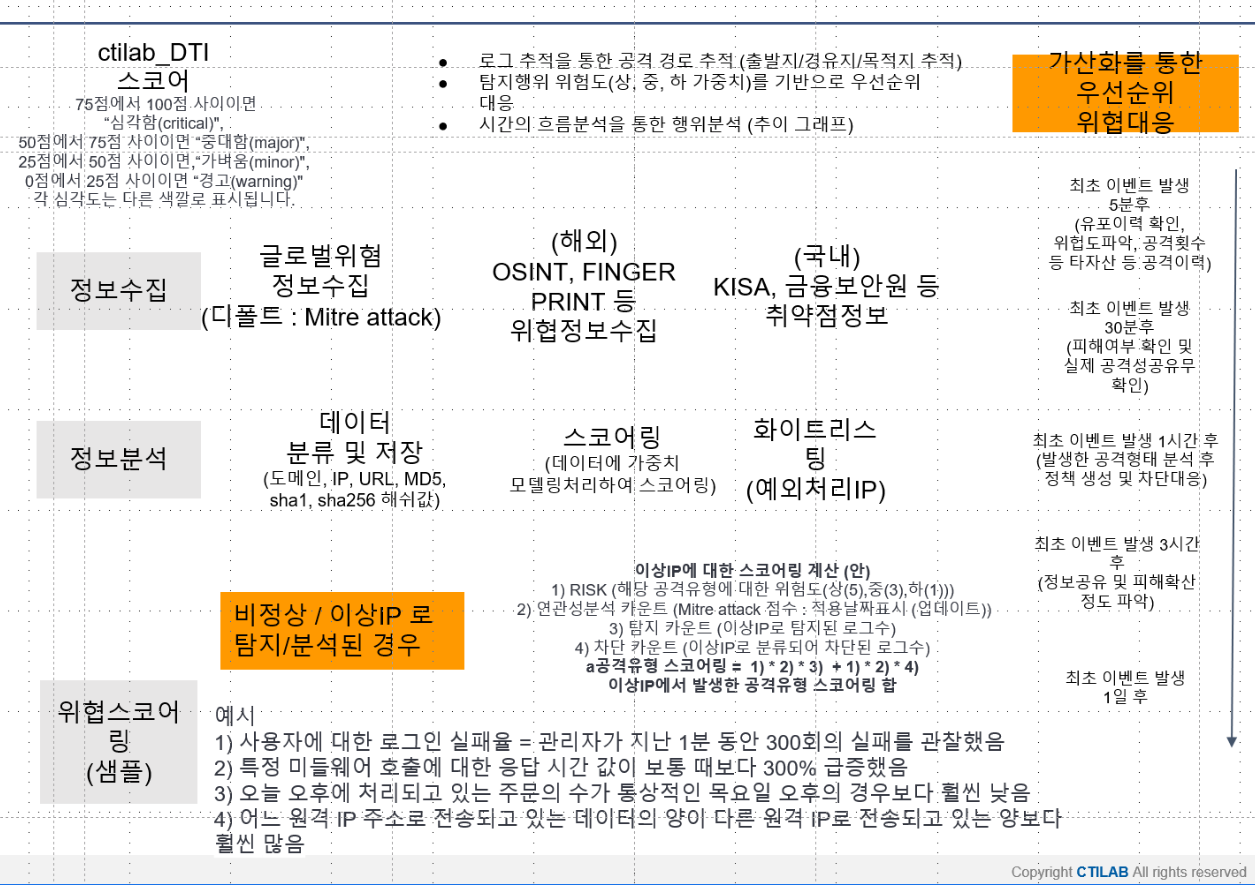 ctilab_DTI
스코어
75점에서 100점 사이이면
“심각함(critical)",
50점에서 75점 사이이면 “중대함(major)",
25점에서 50점 사이이면,“가벼움(minor)",
0점에서 25점 사이이면 “경고(warning)"
각 심각도는 다른 색깔로 표시됩니다.
● 로그 추적을 통한 공격 경로 추적 (출발지/경유지/목적지 추적)
● 탐지행위 위험도(상, 중, 하 가중치)를 기반으로 우선순위
대응
● 시간의 흐름분석을 통한 행위분석 (추이 그래프)
가산화를 통한
우선순위
위협대응
정보수집
글로벌위험
정보수집
(디폴트 : Mitre attack)
(해외)
OSINT, FINGER
PRINT 등
위협정보수집
(국내)
KISA, 금융보안원 등
취약점정보
정보분석
데이터
분류 및 저장
(도메인, IP, URL, MD5,
sha1, sha256 해쉬값)
스코어링
(데이터에 가중치
모델링처리하여 스코어링)
화이트리스
팅
(예외처리IP)
비정상 / 이상IP 로
탐지/분석된 경우
이상IP에 대한 스코어링 계산 (안)
1) RISK (해당 공격유형에 대한 위험도(상(5),중(3),하(1)))
2) 연관성분석 카운트 (Mitre attack 점수 : 적용날짜표시 (업데이트))
3) 탐지 카운트 (이상IP로 탐지된 로그수)
4) 차단 카운트 (이상IP로 분류되어 차단된 로그수)
a공격유형 스코어링 = 1) * 2) * 3) + 1) * 2) * 4)
이상IP에서 발생한 공격유형 스코어링 합
위협스코어
링
(샘플)
예시
1) 사용자에 대한 로그인 실패율 = 관리자가 지난 1분 동안 300회의 실패를 관찰했음
2) 특정 미들웨어 호출에 대한 응답 시간 값이 보통 때보다 300% 급증했음
3) 오늘 오후에 처리되고 있는 주문의 수가 통상적인 목요일 오후의 경우보다 훨씬 낮음
4) 어느 원격 IP 주소로 전송되고 있는 데이터의 양이 다른 원격 IP로 전송되고 있는 양보다
훨씬 많음
최초 이벤트 발생
5분후
(유포이력 확인,
위헙도파악, 공격횟수
등 타자산 등 공격이력)
최초 이벤트 발생
30분후
(피해여부 확인 및
실제 공격성공유무
확인)
최초 이벤트 발생 1시간 후
(발생한 공격형태 분석 후
정책 생성 및 차단대응)
최초 이벤트 발생 3시간
후
(정보공유 및 피해확산
정도 파악)
최초 이벤트 발생
1일 후
Copyright CTILAB All rights reserved